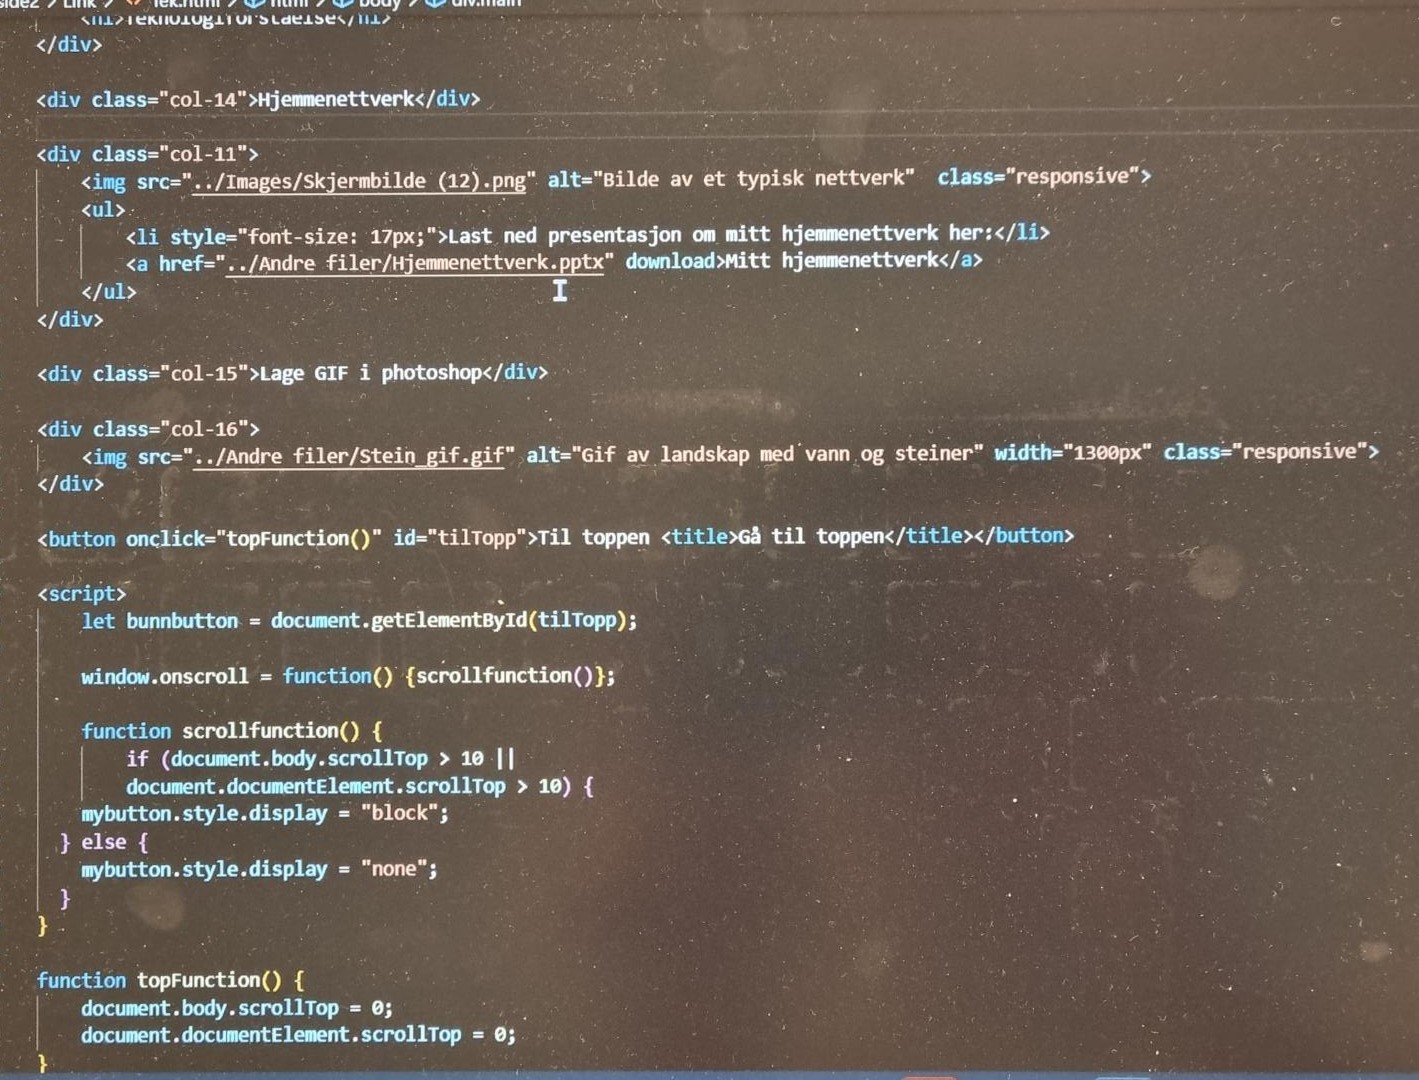 side2 > Link > Tek.html > html > body > div.main
<h1>Teknologiforståelse</h1>
</div>
<div class="col-14">Hjemmenettverk</div>
<div class="col-11">
<img src="../Images/Skjermbilde (12).png" alt="Bilde av et typisk nettverk"  class="responsive">
<ul>
<li style="font-size: 17px;">Last ned presentasjon om mitt hjemmenettverk her:</li>
<a href="../Andre filer/Hjemmenettverk.pptx" download>Mitt hjemmenettverk</a>
</ul>
</div>
<div class="col-15">Lage GIF i photoshop</div>
<div class="col-16">
<img src="../Andre filer/Stein_gif.gif" alt="Gif av landskap med vann og steiner" width="1300px" class="responsive">
</div>
<button onclick="topFunction()" id="tilTopp">Til toppen <title>Gå til toppen</title></button>
<script>
let bunnbutton = document.getElementById(tilTopp);
window.onscroll = function() {scrollfunction()};
function scrollfunction() {
if (document.body.scrollTop > 10 ||
document.documentElement.scrollTop > 10) {
mybutton.style.display = "block";
} else {
mybutton.style.display = "none";
}
}
function topFunction() {
document.body.scrollTop = 0;
document.documentElement.scrollTop = 0;
}